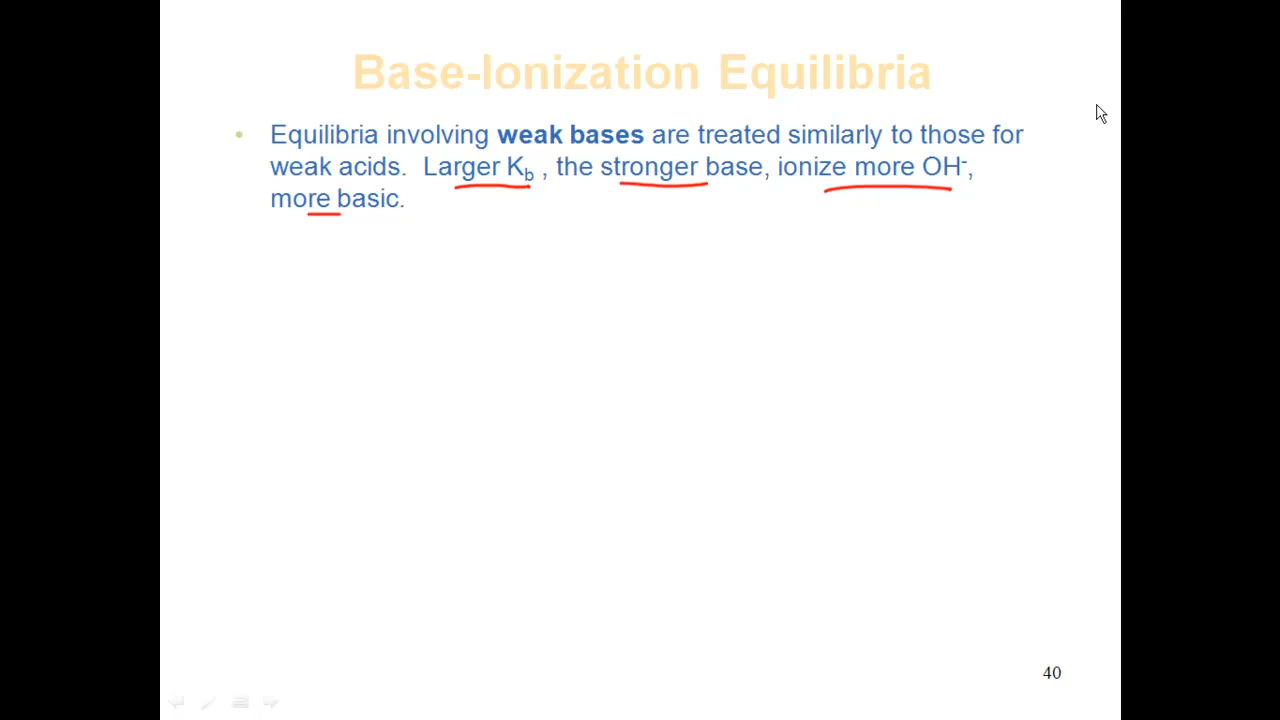 Base-Ionization Equilibria
• Equilibria involving weak bases are treated similarly to those for
weak acids.  Larger K_b , the stronger base, ionize more OH⁻,
more basic.
40